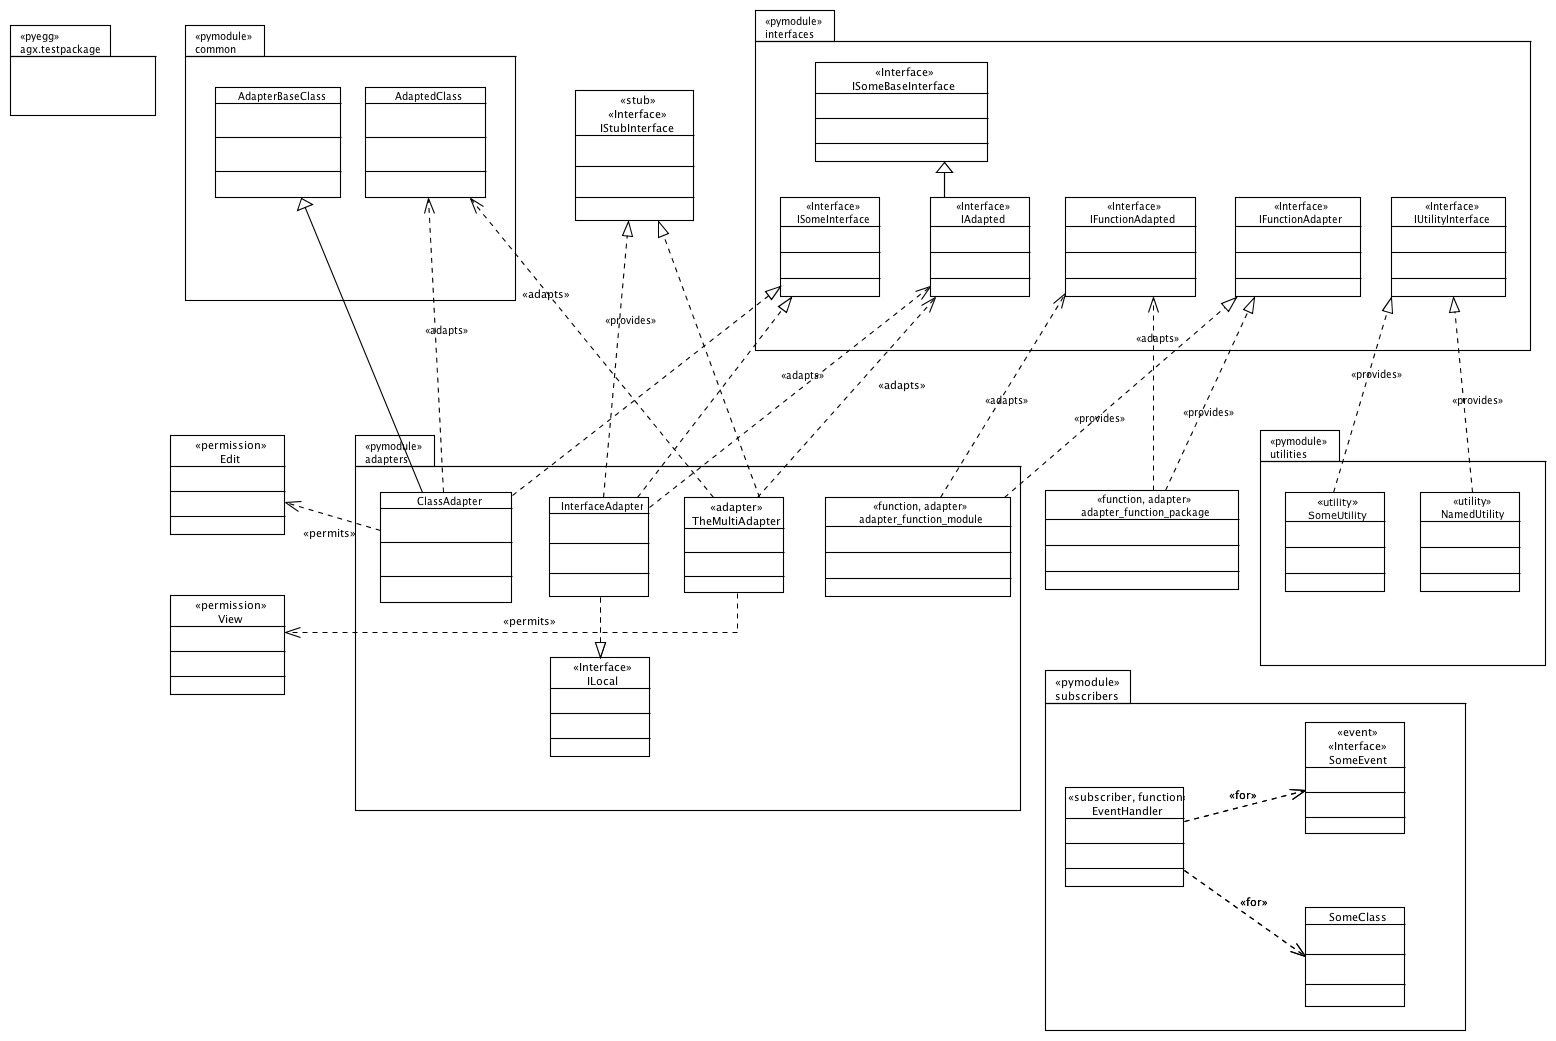 «pyegg»
agx.testpackage
«pymodule»
common
AdapterBaseClass
AdaptedClass
«stub»
«Interface»
IStubInterface
«pymodule»
interfaces
«Interface»
ISomeBaseInterface
«Interface»
ISomeInterface
«Interface»
IAdapted
«Interface»
IFunctionAdapted
«Interface»
IFunctionAdapter
«Interface»
IUtilityInterface
«adapts»
«adapts»
«provides»
«adapts»
«adapts»
«adapts»
«adapts»
«provides»
«provides»
«provides»
«provides»
«permission»
Edit
«permits»
«permission»
View
«permits»
«pymodule»
adapters
ClassAdapter
InterfaceAdapter
«adapter»
TheMultiAdapter
«function, adapter»
adapter_function_module
«Interface»
ILocal
«function, adapter»
adapter_function_package
«pymodule»
utilities
«utility»
SomeUtility
«utility»
NamedUtility
«pymodule»
subscribers
«subscriber, function
EventHandler
«for»
«for»
«event»
«Interface»
SomeEvent
SomeClass